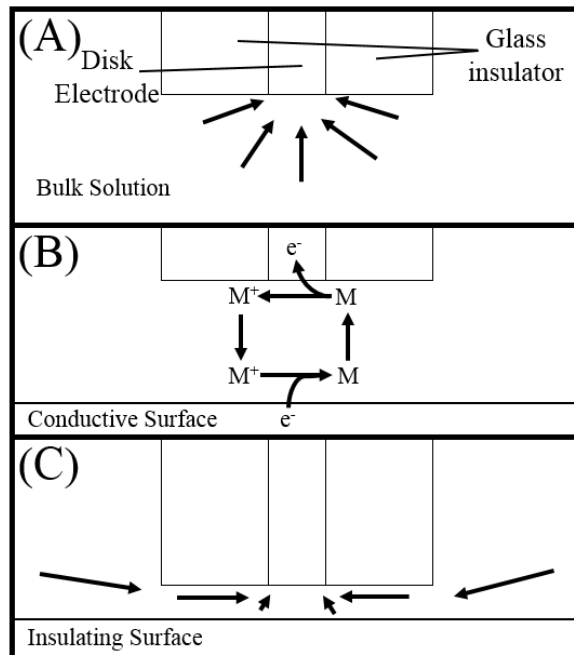 (A)
Disk
Electrode
Glass
insulator
Bulk Solution
(B)
e-
M+
M
M+
M
Conductive Surface
e-
(C)
Insulating Surface